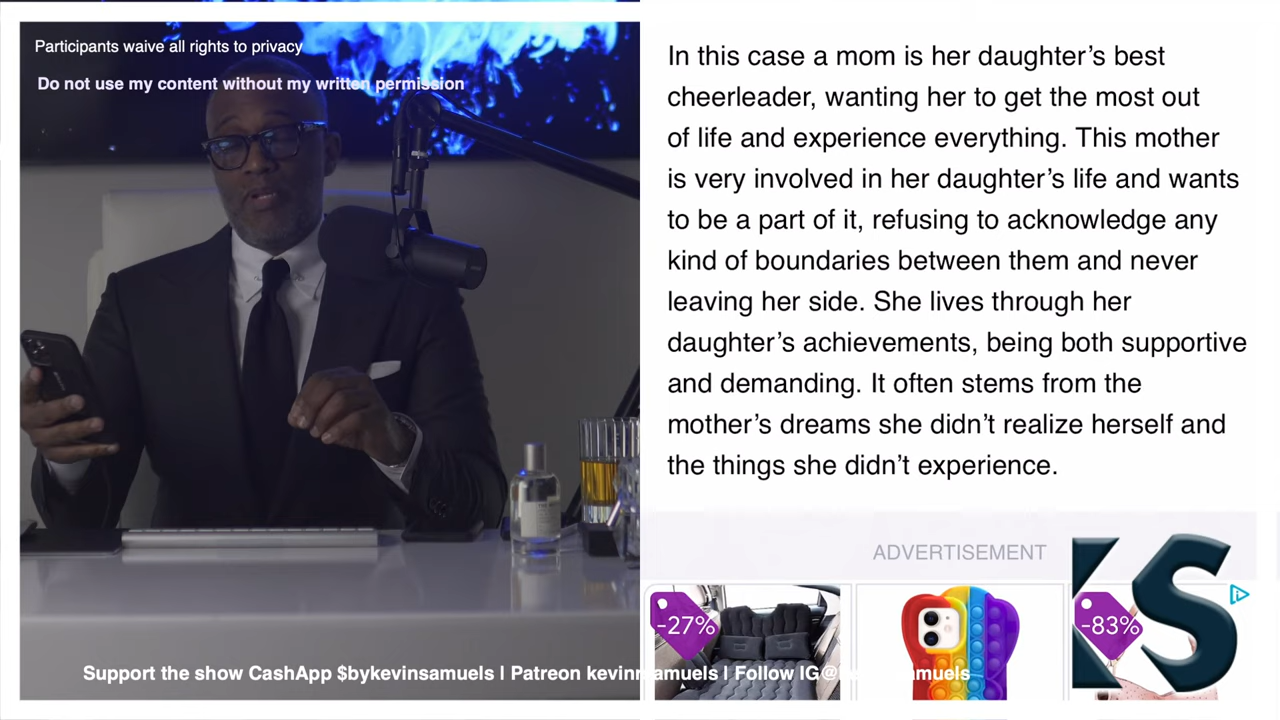 Participants waive all rights to privacy
Do not use my content without my written permission
In this case a mom is her daughter’s best
cheerleader, wanting her to get the most out
of life and experience everything. This mother
is very involved in her daughter’s life and wants
to be a part of it, refusing to acknowledge any
kind of boundaries between them and never
leaving her side. She lives through her
daughter’s achievements, being both supportive
and demanding. It often stems from the
mother’s dreams she didn’t realize herself and
the things she didn’t experience.
ADVERTISEMENT
KS
-27%
-83%
Support the show CashApp $bykevinsamuels | Patreon kevinrsamuels | Follow IG@